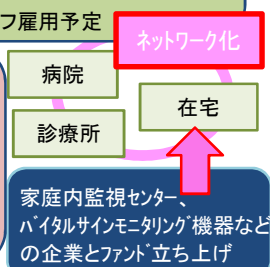 フ雇用予定
ネットワーク化
病院
在宅
診療所
家庭内監視センター、
バイタルサインモニタリング機器など
の企業とファンド立ち上げ